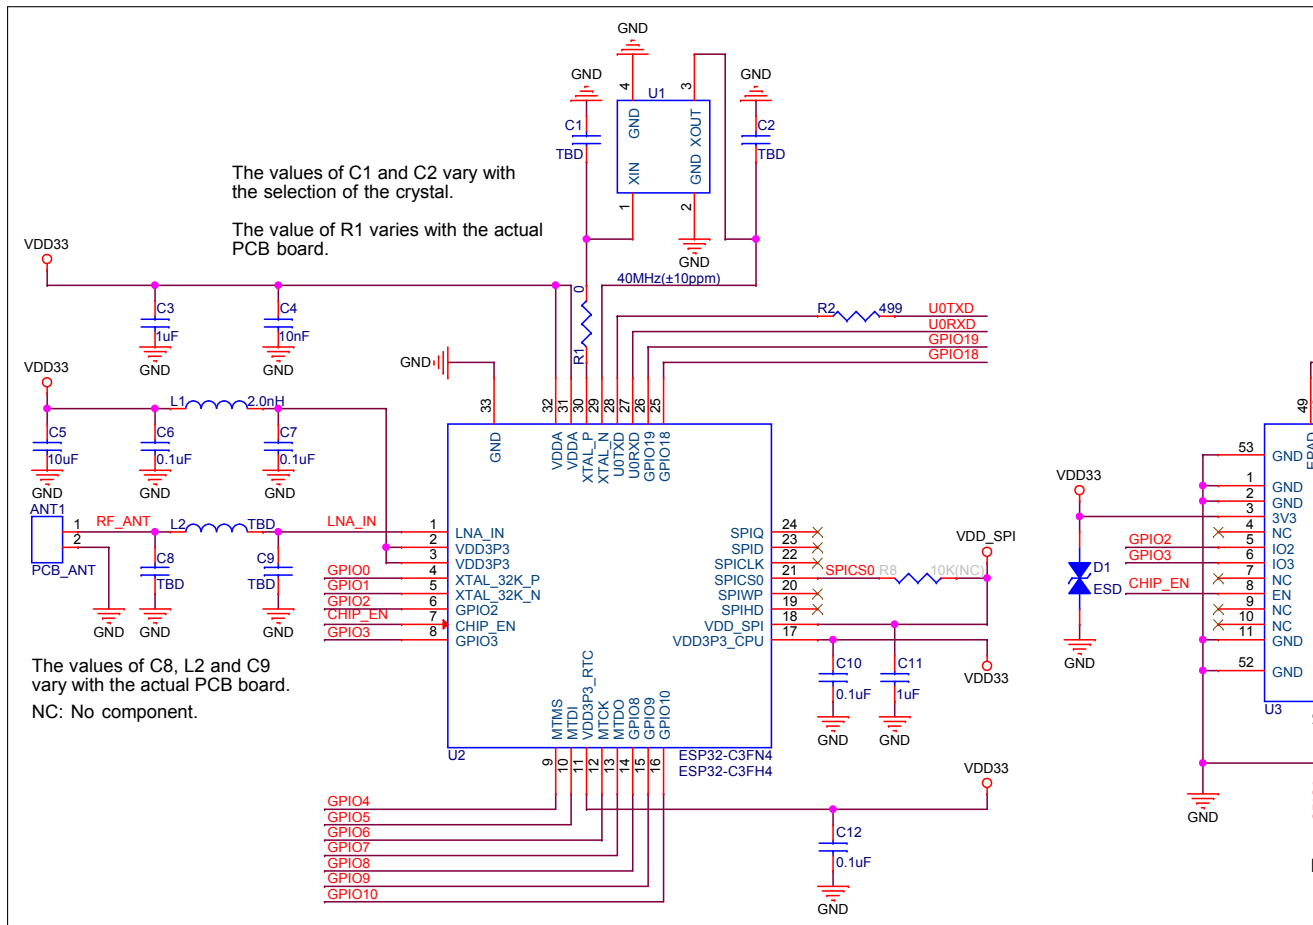 GND
GND
GND
4
3
U1
C1
TBD
GND
XOUT
XIN
GND
C2
TBD
1
2
GND
The values of C1 and C2 vary with
the selection of the crystal.
The value of R1 varies with the actual
PCB board.
40MHz(±10ppm)
VDD33
C3
1uF
GND
C4
10nF
GND
0
R1
R2
499
U0TXD
U0RXD
GPIO19
GPIO18
GND
VDD33
L1
2.0nH
C5
10uF
GND
C6
0.1uF
GND
C7
0.1uF
GND
33
32
31
30
29
28
27
26
25
GND
VDDA
VDDA
XTAL_P
XTAL_N
U0TXD
U0RXD
GPIO19
GPIO18
ANT1
1
2
PCB_ANT
RF_ANT
L2
TBD
LNA_IN
C8
TBD
C9
TBD
GND
GND
GND
GPIO0
GPIO1
GPIO2
CHIP_EN
GPIO3
1
2
3
4
5
6
7
8
LNA_IN
VDD3P3
VDD3P3
XTAL_32K_P
XTAL_32K_N
GPIO2
CHIP_EN
GPIO3
SPIQ
SPID
SPICLK
SPICS0
SPIWP
SPIHD
VDD_SPI
VDD3P3_CPU
24
23
22
21
20
19
18
17
SPICS0
R8
10K(NC)
VDD_SPI
C10
0.1uF
GND
C11
1uF
GND
VDD33
The values of C8, L2 and C9
vary with the actual PCB board.
NC: No component.
MTMS
MTDI
VDD3P3_RTC
MTCK
MTDO
GPIO8
GPIO9
GPIO10
U2
ESP32-C3FN4
ESP32-C3FH4
9
10
11
12
13
14
15
16
GPIO4
GPIO5
GPIO6
GPIO7
GPIO8
GPIO9
GPIO10
VDD33
C12
0.1uF
GND
VDD33
D1
ESD
GND
GPIO2
GPIO3
CHIP_EN
49
EPAD
53
1
2
3
4
5
6
7
8
9
10
11
52
GND
GND
GND
3V3
NC
IO2
IO3
NC
EN
NC
NC
GND
GND
U3
GND